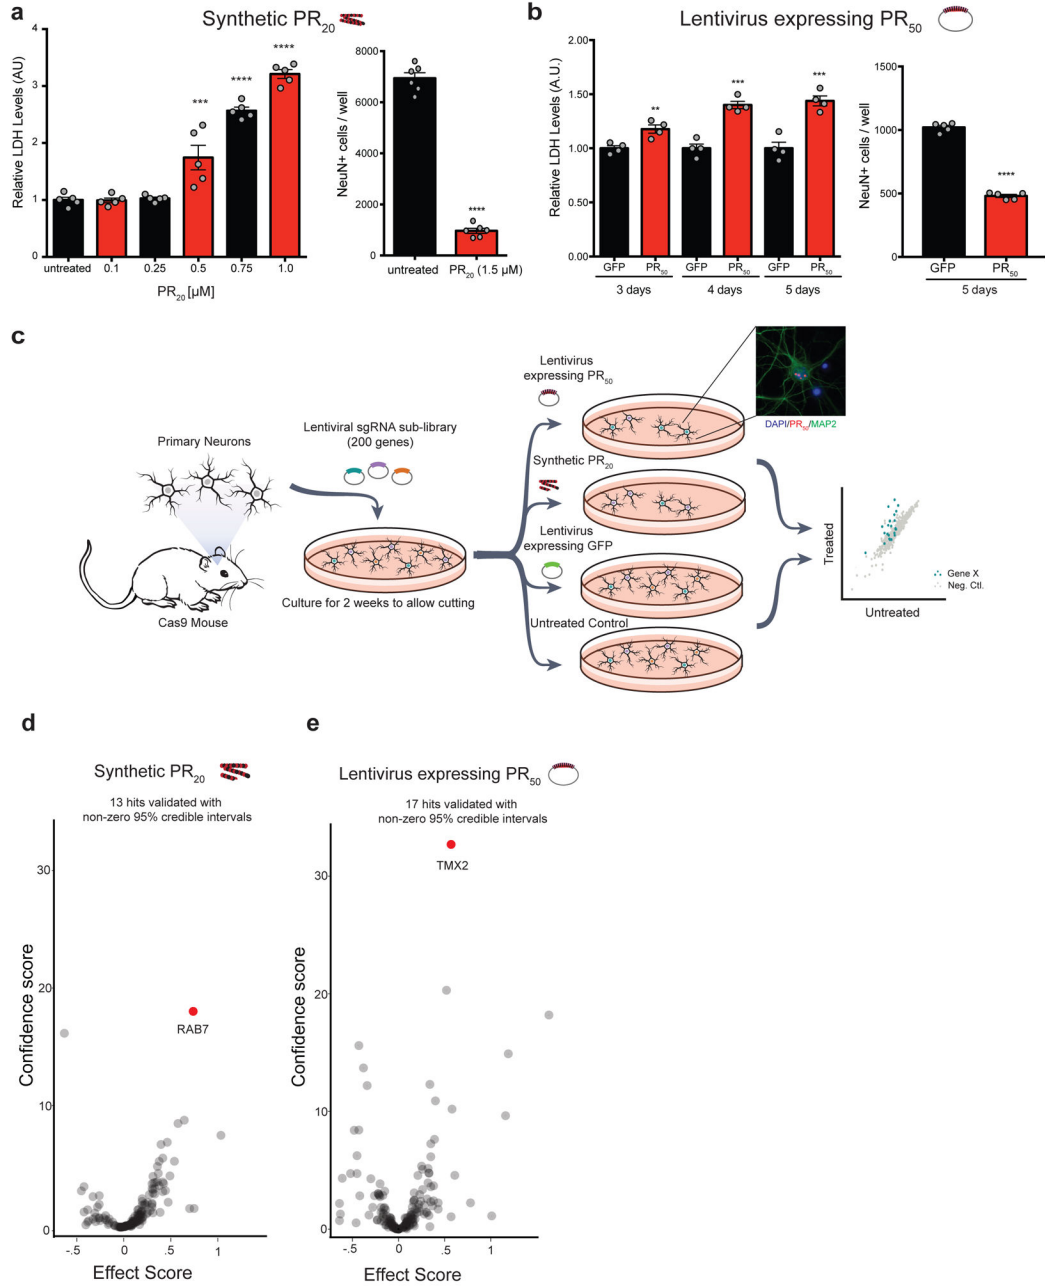 a
Synthetic PR20
Relative LDH Levels (AU)
4
3
2
1
0
***
****
****
untreated
0.1
0.25
0.5
0.75
1.0
PR20 [µM]
NeuN+ cells / well
8000
6000
4000
2000
0
****
untreated
PR20 (1.5 µM)
b
Lentivirus expressing PR50
Relative LDH Levels (A.U.)
2.00
1.50
1.00
0.50
0.00
**
***
***
GFP
PR50
GFP
PR50
GFP
PR50
3 days
4 days
5 days
NeuN+ cells / well
1500
1000
500
0
****
GFP
PR50
5 days
c
Primary Neurons
Cas9 Mouse
Lentiviral sgRNA sub-library
(200 genes)
Culture for 2 weeks to allow cutting
Lentivirus
expressing PR50
Synthetic PR20
Lentivirus
expressing GFP
Untreated Control
DAPI/PR50/MAP2
Treated
Gene X
Neg. Ctl.
Untreated
d
Synthetic PR20
13 hits validated with
non-zero 95% credible intervals
Confidence score
30
20
10
0
RAB7
-.5
0
.5
1
Effect Score
e
Lentivirus expressing PR50
17 hits validated with
non-zero 95% credible intervals
Confidence score
30
20
10
0
TMX2
-.5
0
.5
1
Effect Score